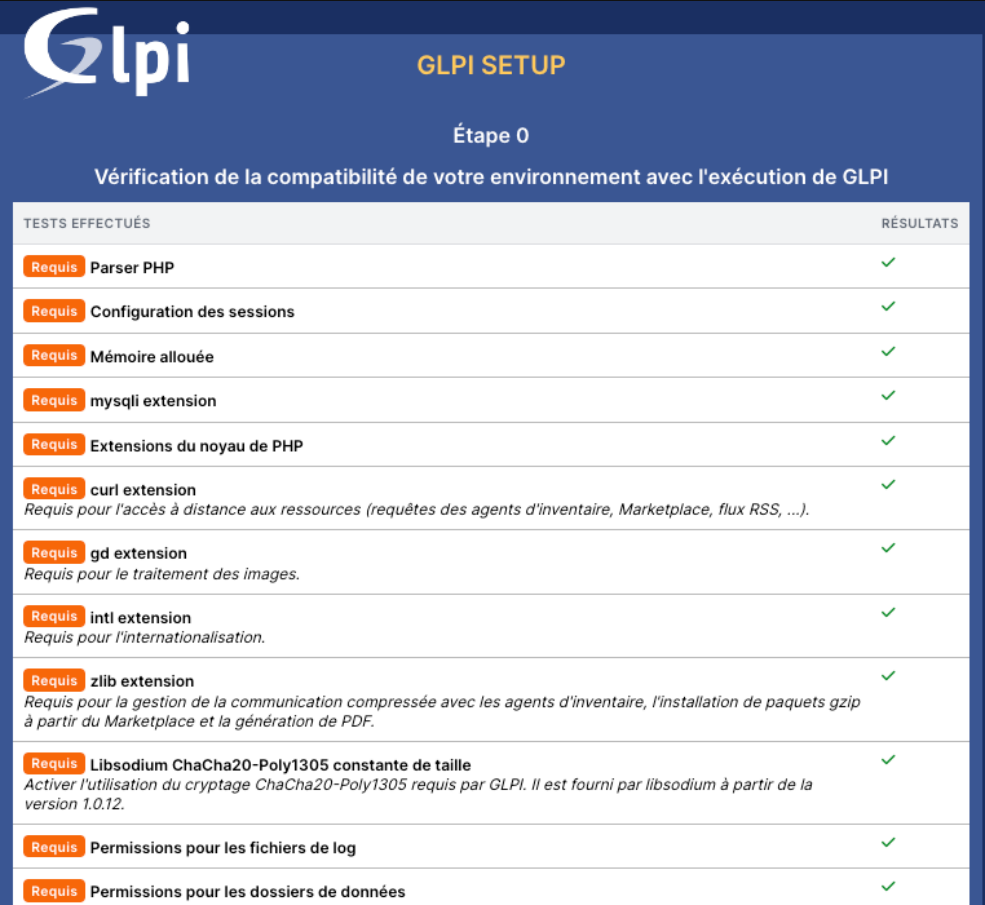 Glpi
GLPI SETUP
Étape 0
Vérification de la compatibilité de votre environnement avec l'exécution de GLPI
TESTS EFFECTUÉS RÉSULTATS
Requis Parser PHP
Requis Configuration des sessions
Requis Mémoire allouée
Requis mysqli extension
Requis Extensions du noyau de PHP
Requis curl extension
Requis pour l'accès à distance aux ressources (requêtes des agents d'inventaire, Marketplace, flux RSS, ...).
Requis gd extension
Requis pour le traitement des images.
Requis intl extension
Requis pour l'internationalisation.
Requis zlib extension
Requis pour la gestion de la communication compressée avec les agents d'inventaire, l'installation de paquets gzip
à partir du Marketplace et la génération de PDF.
Requis Libsodium ChaCha20-Poly1305 constante de taille
Activer l'utilisation du cryptage ChaCha20-Poly1305 requis par GLPI. Il est fourni par libsodium à partir de la
version 1.0.12.
Requis Permissions pour les fichiers de log
Requis Permissions pour les dossiers de données